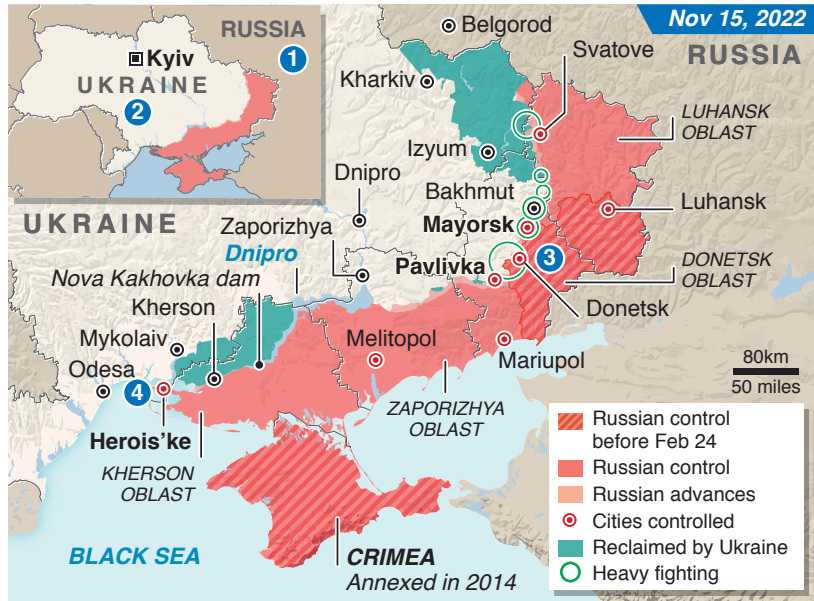 Nov 15, 2022
RUSSIA
1
Kyiv
UKRAINE
2
Belgorod
Svatove
RUSSIA
Kharkiv
LUHANSK
OBLAST
Izyum
Dnipro
Bakhmut
Luhansk
UKRAINE
Zaporizhya
Mayorsk
Dnipro
3
Pavlivka
DONETSK
OBLAST
Nova Kakhovka dam
Kherson
Donetsk
Mykolaiv
Melitopol
Mariupol
Odesa
80km
50 miles
4
ZAPORIZHYA
OBLAST
Herois'ke
KHERSON
OBLAST
BLACK SEA
CRIMEA
Annexed in 2014
Russian control
before Feb 24
Russian control
Russian advances
Cities controlled
Reclaimed by Ukraine
Heavy fighting